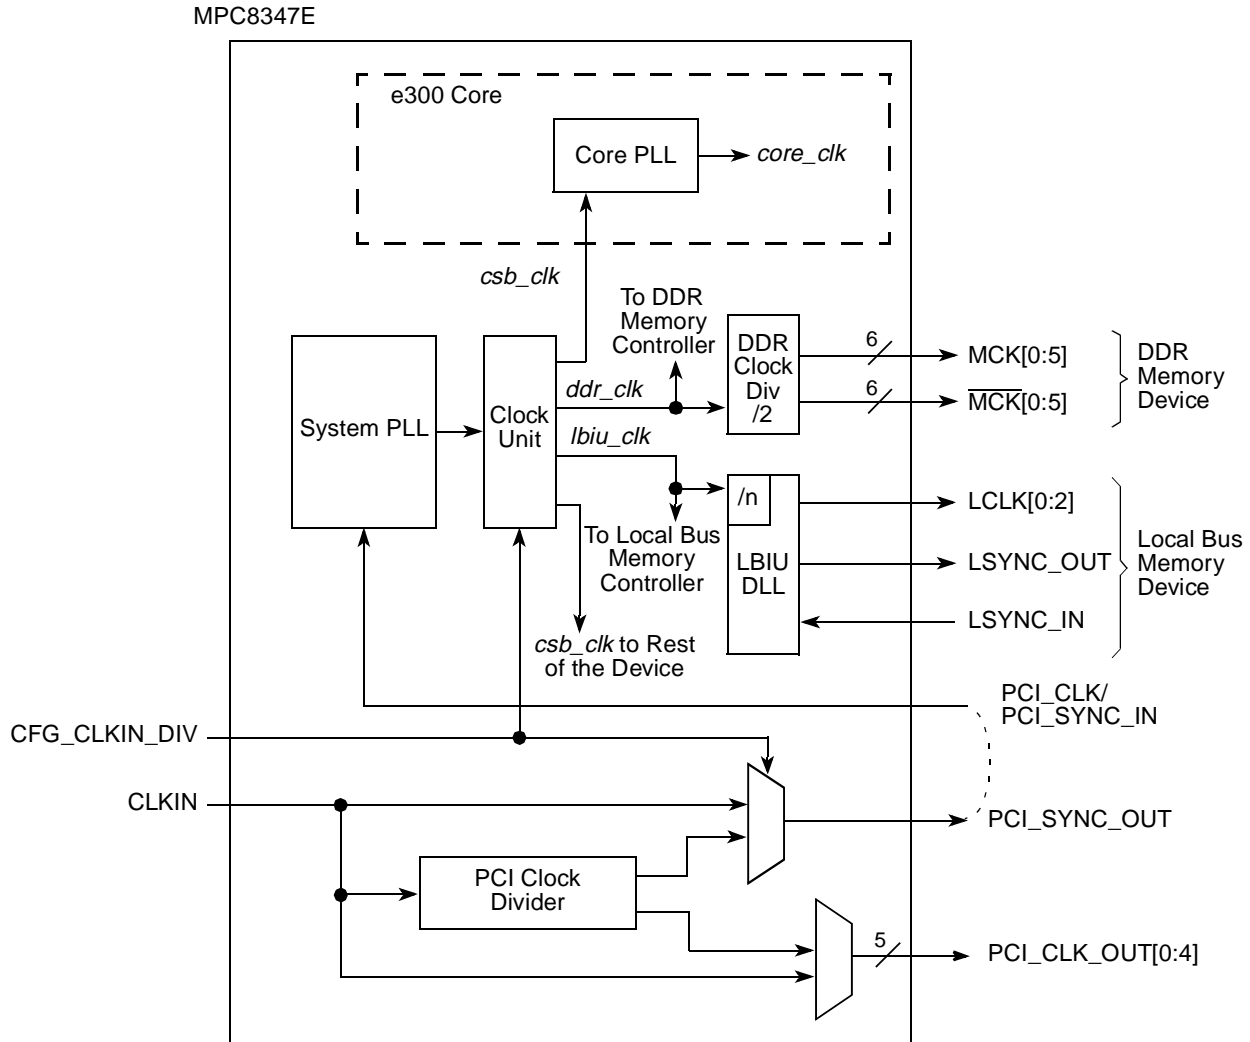 MPC8347E
e300 Core
Core PLL
core_clk
csb_clk
To DDR
Memory
Controller
DDR
Clock
Div
/2
6
MCK[0:5]
6
M̅C̅K̅[0:5]
DDR
Memory
Device
System PLL
Clock
Unit
ddr_clk
lbiu_clk
/n
LBIU
DLL
To Local Bus
Memory
Controller
LCLK[0:2]
LSYNC_OUT
LSYNC_IN
Local Bus
Memory
Device
csb_clk to Rest
of the Device
PCI_CLK/
PCI_SYNC_IN
CFG_CLKIN_DIV
CLKIN
PCI_SYNC_OUT
PCI Clock
Divider
5
PCI_CLK_OUT[0:4]